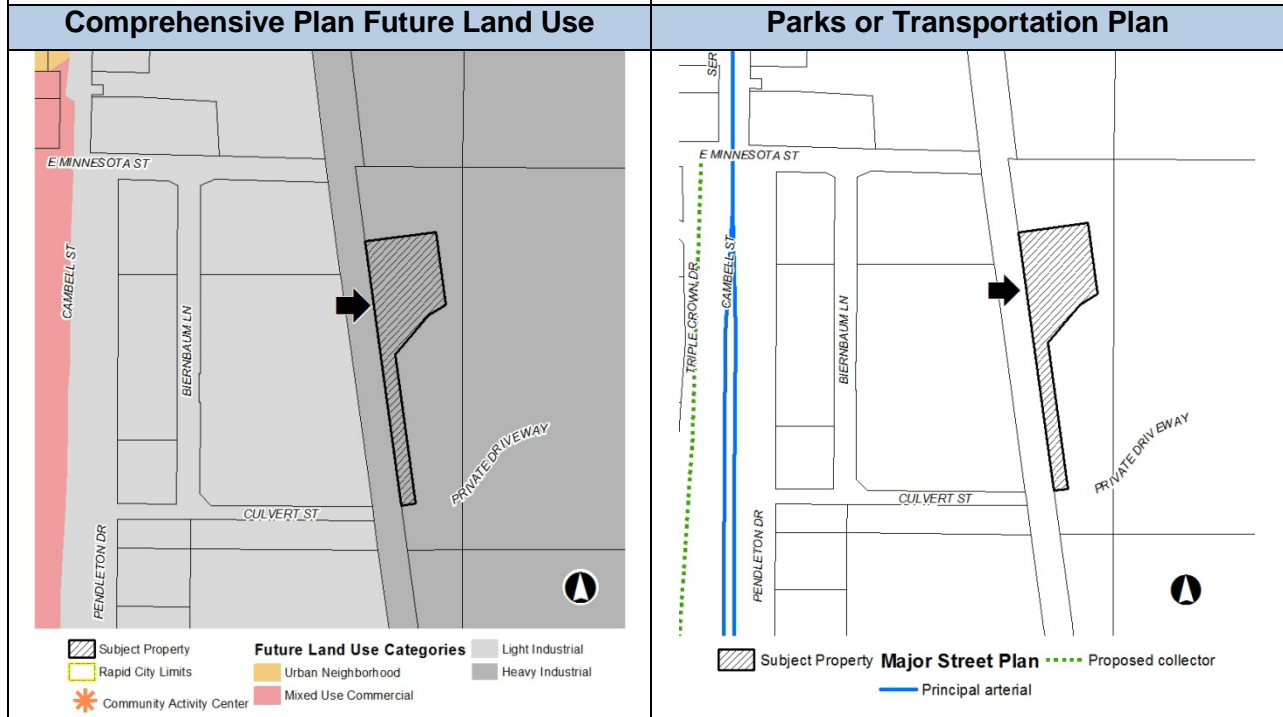 Comprehensive Plan Future Land Use
Parks or Transportation Plan
E MINNESOTA ST
CAMBELL ST
BIERNBAUM LN
PRIVATE DRIVEWAY
CULVERT ST
PENDLETON DR
Subject Property
Rapid City Limits
Community Activity Center
Future Land Use Categories
Urban Neighborhood
Mixed Use Commercial
Light Industrial
Heavy Industrial
SER
E MINNESOTA ST
TRIPLE CROWN DR
CAMBELL ST
BIERNBAUM LN
PRIVATE DRIVEWAY
CULVERT ST
PENDLETON DR
Subject Property
Major Street Plan
Proposed collector
Principal arterial